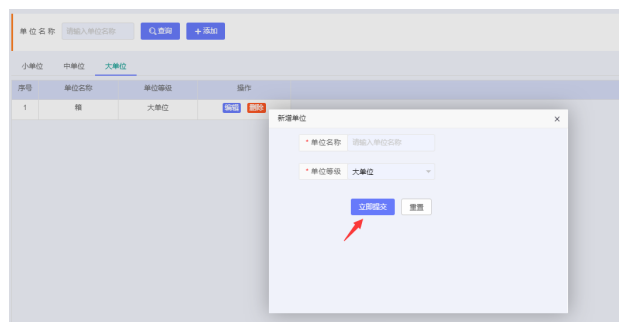 单位名称 请输入单位名称 查询 +添加
小单位 中单位 大单位
序号 单位名称 单位等级 操作
1 箱 大单位 编辑 删除
新增单位 ×
*单位名称 请输入单位名称
*单位等级 大单位
立即提交 重置